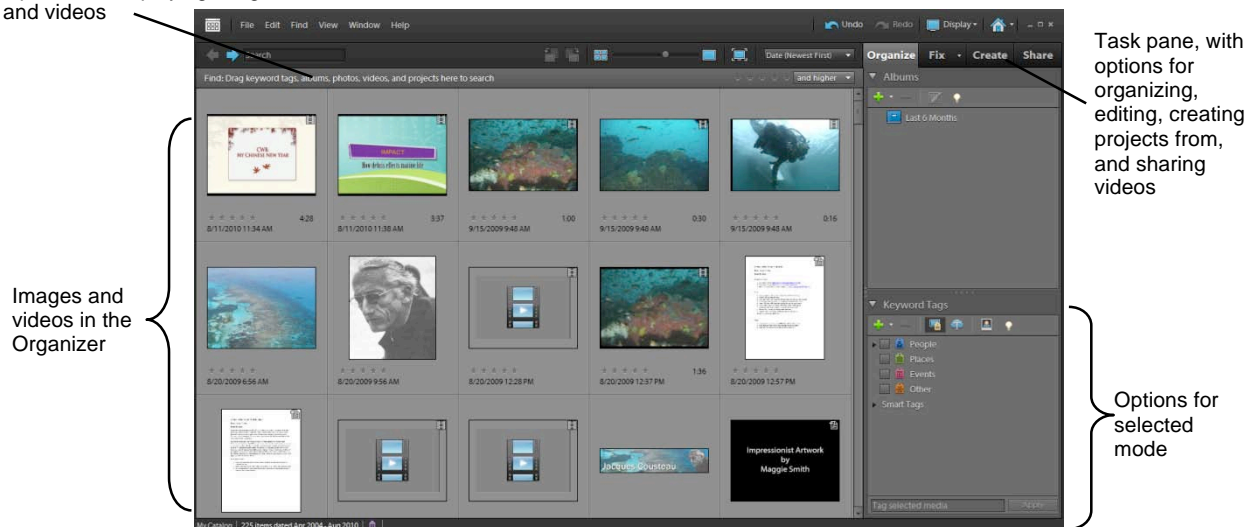 and videos
File Edit Find View Window Help
Undo Redo Display
Search
Date (Newest First)
Organize Fix Create Share
Find: Drag keyword tags, albums, photos, videos, and projects here to search
and higher
Albums
Last 6 Months
Task pane, with
options for
organizing,
editing, creating
projects from,
and sharing
videos
CWB:
MY CHINESE NEW YEAR
IMPACT
How debris effects marine life
4:28
8/11/2010 11:34 AM
3:37
8/11/2010 11:38 AM
1:00
9/15/2009 9:48 AM
0:30
9/15/2009 9:48 AM
0:16
9/15/2009 9:48 AM
Images and
videos in the
Organizer
8/20/2009 6:56 AM
8/20/2009 9:56 AM
8/20/2009 12:28 PM
1:36
8/20/2009 12:37 PM
8/20/2009 12:57 PM
Keyword Tags
People
Places
Events
Other
Smart Tags
Options for
selected
mode
Jacques Cousteau
Impressionist Artwork
by
Maggie Smith
Tag selected media
Apply
My Catalog 225 items dated Apr 2004 - Aug 2010